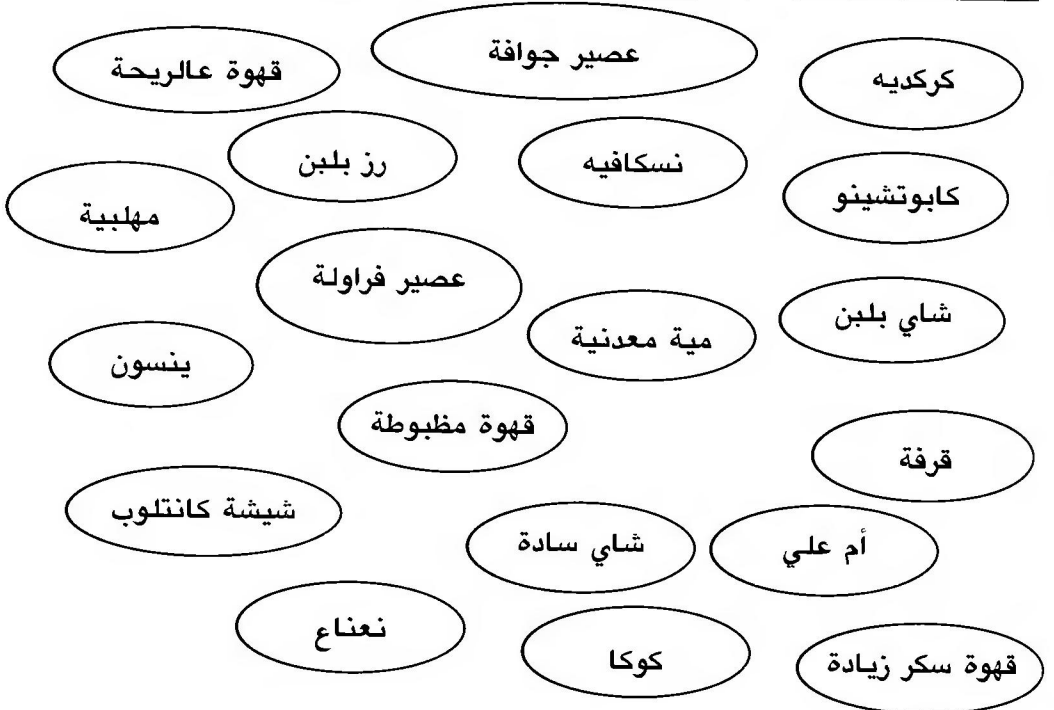 عصير جوافة
قهوة عالريحة
كركديه
رز بلبن
نسكافيه
كابوتشينو
مهلبية
عصير فراولة
شاي بلبن
مية معدنية
ينسون
قهوة مظبوطة
قرفة
شيشة كانتلوب
شاي سادة
أم علي
نعناع
كوكا
قهوة سكر زيادة